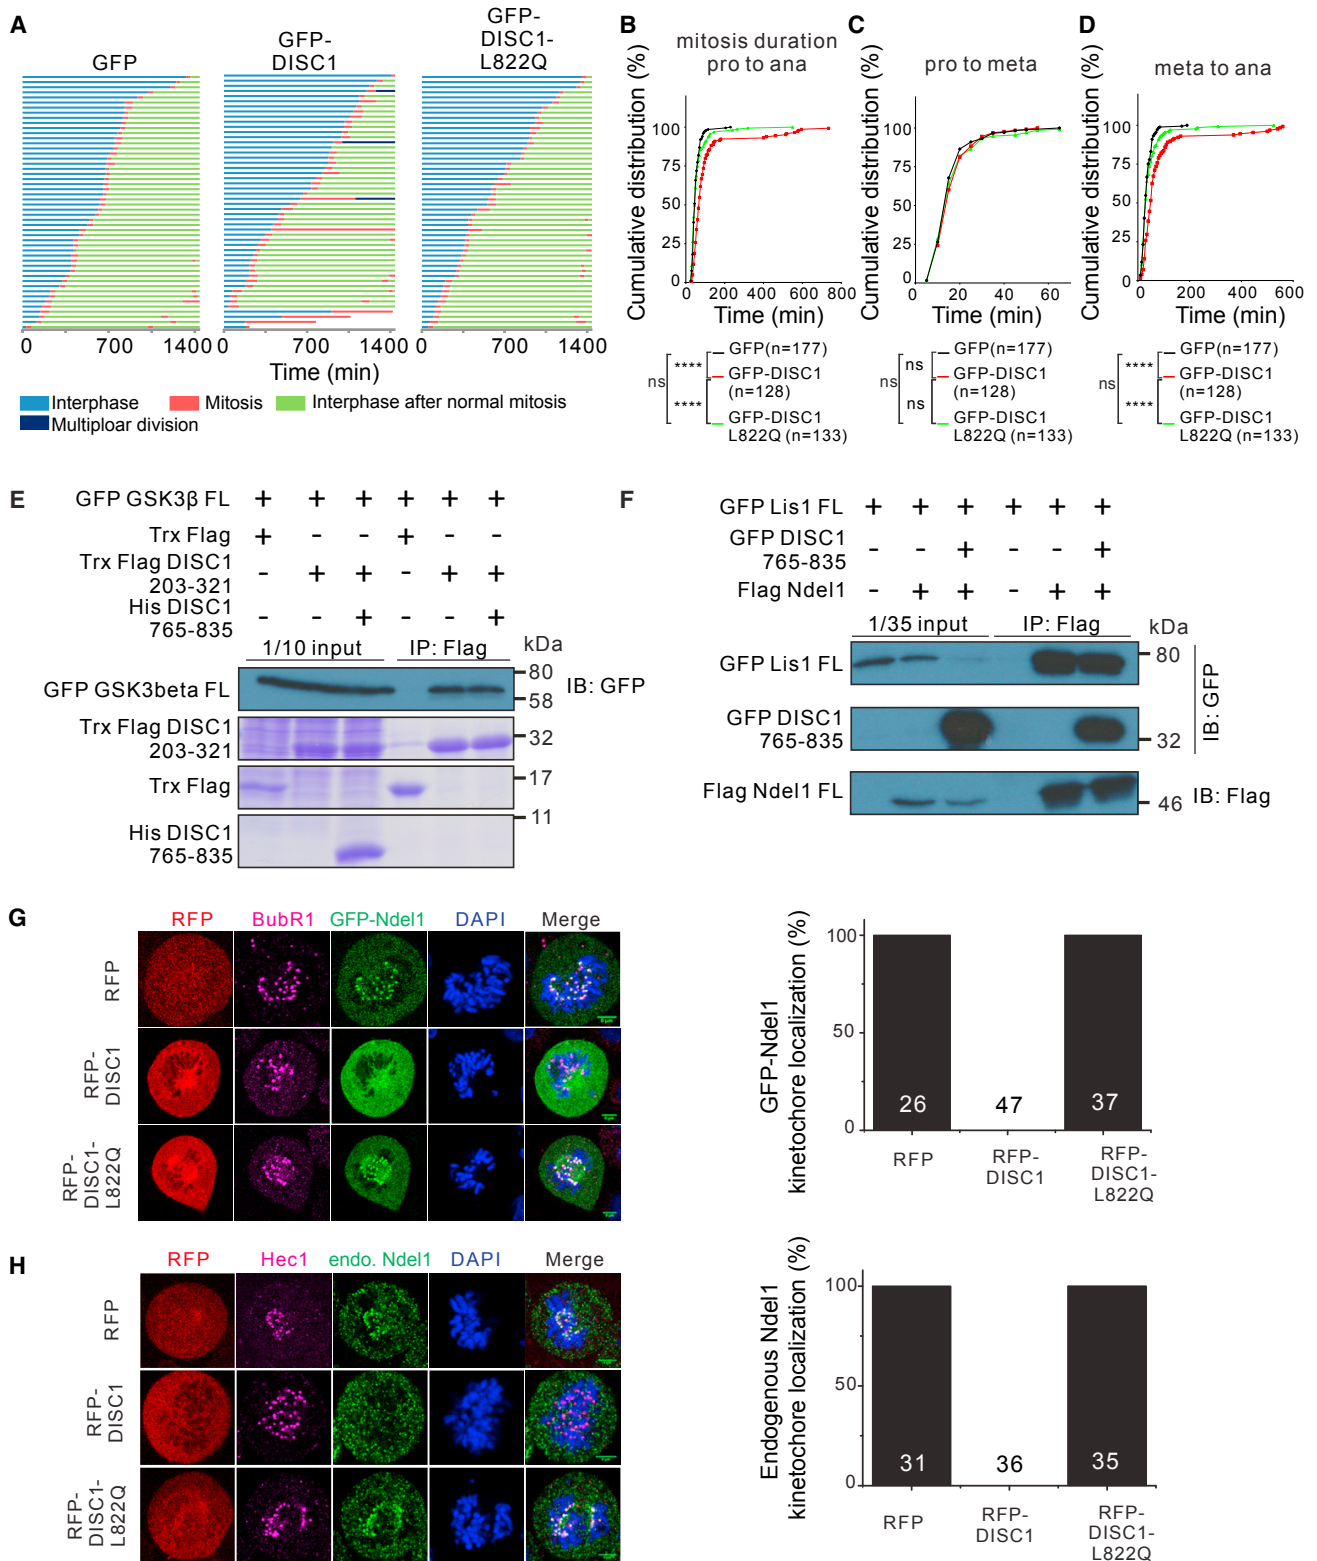 A
GFP
GFP-
DISC1
GFP-
DISC1-
L822Q
0 700 1400 0 700 1400 0 700 1400
Time (min)
Interphase Mitosis Interphase after normal mitosis
Multiploar division
B
mitosis duration
pro to ana
Cumulative distribution (%)
100
75
50
25
0
0 200 400 600 800
Time (min)
ns
****
****
GFP(n=177)
GFP-DISC1
(n=128)
GFP-DISC1
L822Q (n=133)
C
pro to meta
Cumulative distribution (%)
100
75
50
25
0
0 20 40 60
Time (min)
ns
ns
ns
GFP(n=177)
GFP-DISC1
(n=128)
GFP-DISC1
L822Q (n=133)
D
meta to ana
Cumulative distribution (%)
100
75
50
25
0
0 200 400 600
Time (min)
ns
****
****
GFP (n=177)
GFP-DISC1
(n=128)
GFP-DISC1
L822Q (n=133)
E
GFP GSK3β FL + + + + + +
Trx Flag + - - + - -
Trx Flag DISC1
203-321
- + + - + +
His DISC1
765-835
- - + - - +
1/10 input IP: Flag kDa
GFP GSK3beta FL
80
58
IB: GFP
Trx Flag DISC1
203-321
32
Trx Flag
17
11
His DISC1
765-835
F
GFP Lis1 FL + + + + + +
GFP DISC1
765-835
- - + - - +
Flag Ndel1 - + + - + +
1/35 input IP: Flag kDa
GFP Lis1 FL
80
GFP DISC1
765-835
32
IB: GFP
Flag Ndel1 FL
46 IB: Flag
G
RFP BubR1 GFP-Ndel1 DAPI Merge
RFP
RFP-
DISC1
RFP-
DISC1-
L822Q
GFP-Ndel1
kinetochore localization (%)
100
50
0
26 47 37
RFP
RFP-
DISC1
RFP-
DISC1-
L822Q
H
RFP Hec1 endo. Ndel1 DAPI Merge
RFP
RFP-
DISC1
RFP-
DISC1-
L822Q
Endogenous Ndel1
kinetochore localization (%)
100
50
0
31 36 35
RFP
RFP-
DISC1
RFP-
DISC1-
L822Q